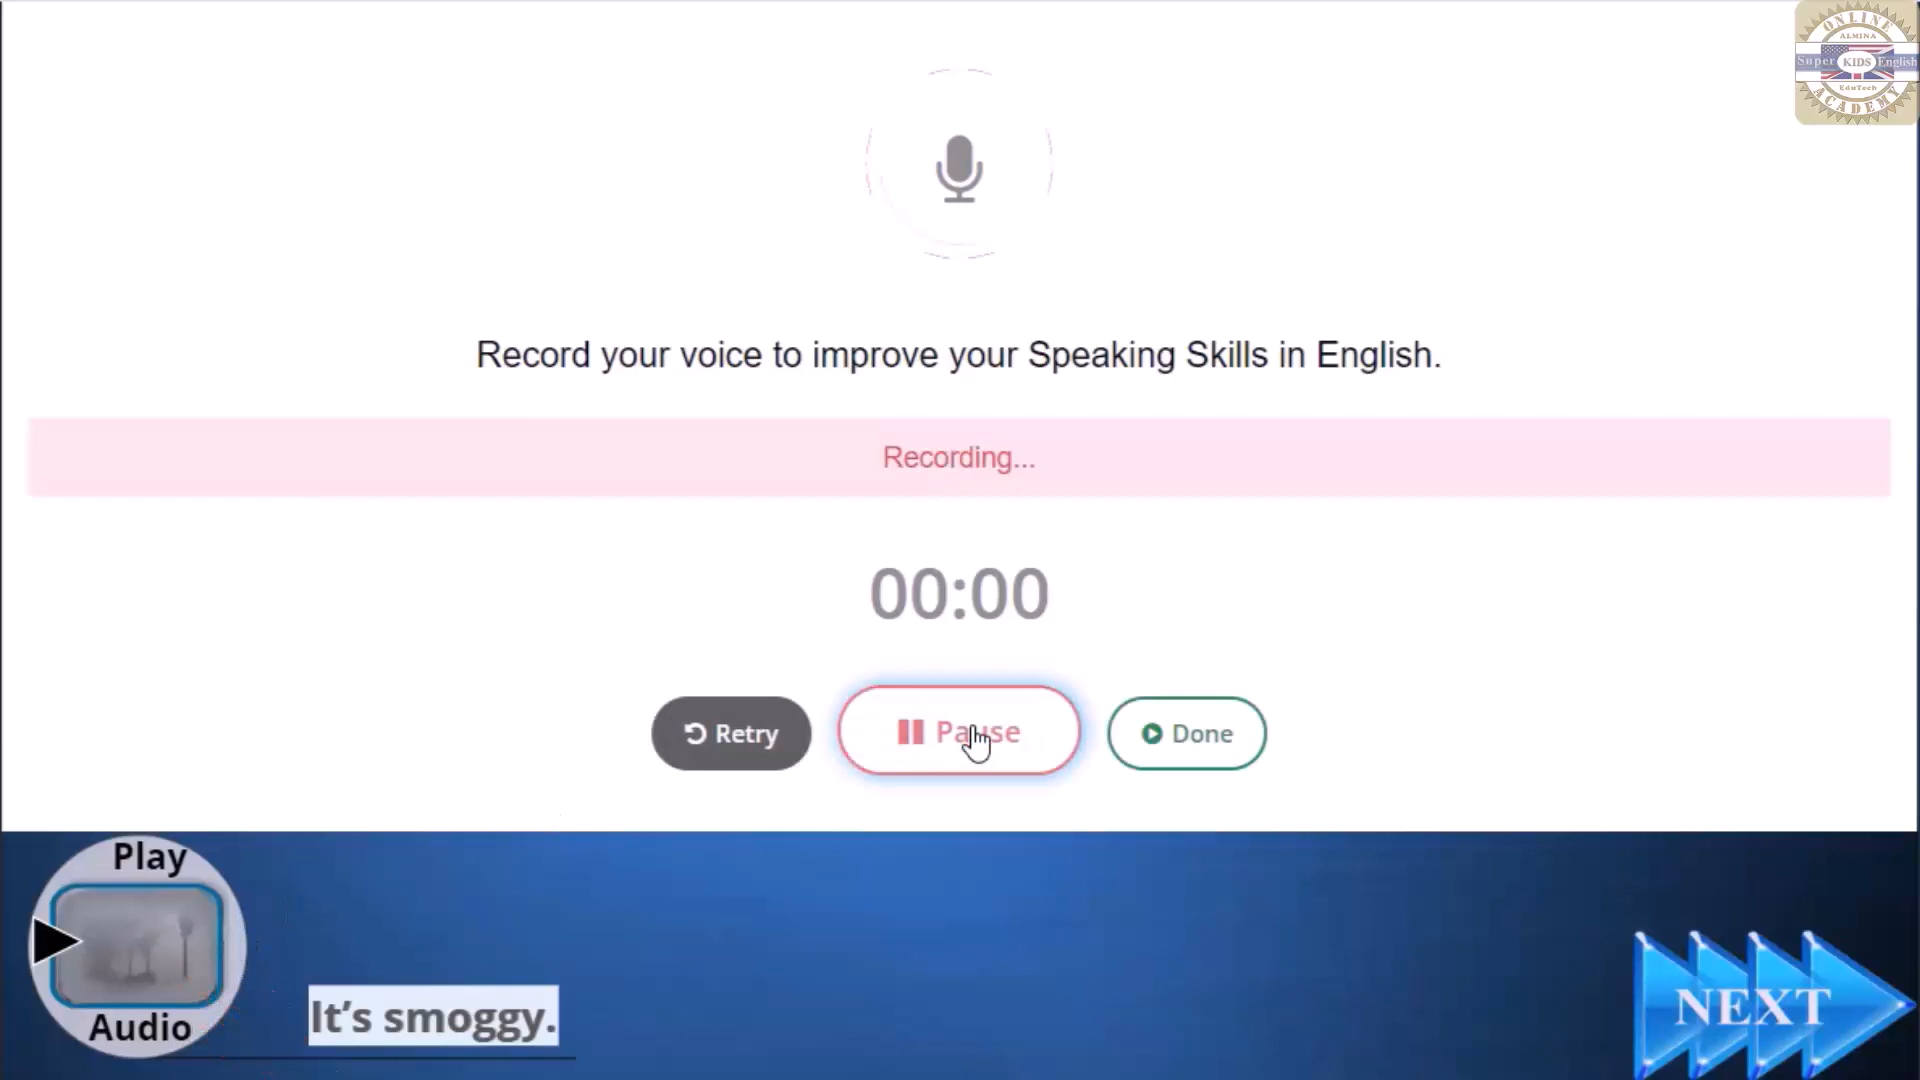 ONLINE
ALMINA
Super KIDS English
EduTech
ACADEMY
Record your voice to improve your Speaking Skills in English.
Recording...
00:00
Retry
Pause
Done
Play
Audio
It’s smoggy.
NEXT